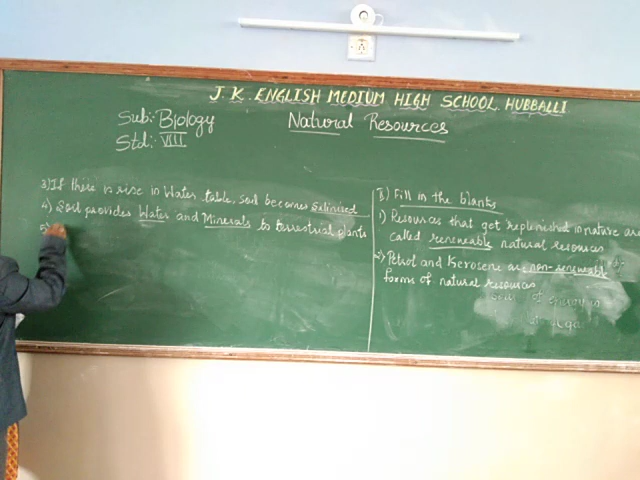 J. K. ENGLISH MEDIUM HIGH SCHOOL. HUBBALLI
Sub:- Biology
Natural Resources
Std:- VIII
3) If there is rise in Water table, soil becomes Salinised
4) Soil provides Water and Minerals to terrestrial plants
5)
B) Fill in the blanks
1) Resources that get replenished in nature are
called renewable natural resources
2) Petrol and Kerosene are non-renewable
forms of natural resources